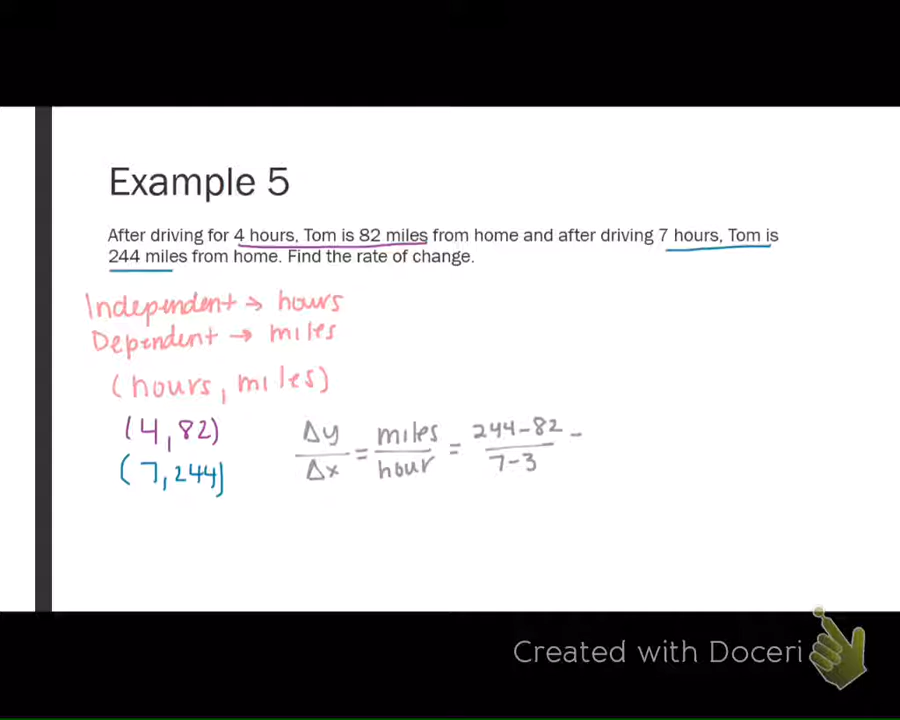 Example 5
After driving for 4 hours, Tom is 82 miles from home and after driving 7 hours, Tom is
244 miles from home. Find the rate of change.
Independent → hours
Dependent → miles
(hours, miles)
(4, 82)
(7, 244)
Δy/Δx = miles/hour = 244-82/7-3 -
Created with Doceri